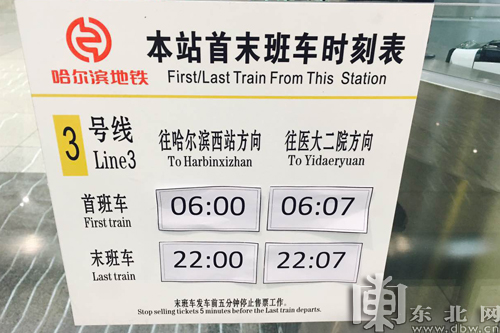 哈尔滨地铁
本站首末班车时刻表
First/Last Train From This Station
3 号线
Line3
往哈尔滨西站方向
To Harbinxizhan
往医大二院方向
To Yidaeryuan
首班车
First train
06:00
06:07
末班车
Last train
22:00
22:07
末班车发车前五分钟停止售票工作。
Stop selling tickets 5 minutes before the Last train departs.
东北网
www.dbw.cn